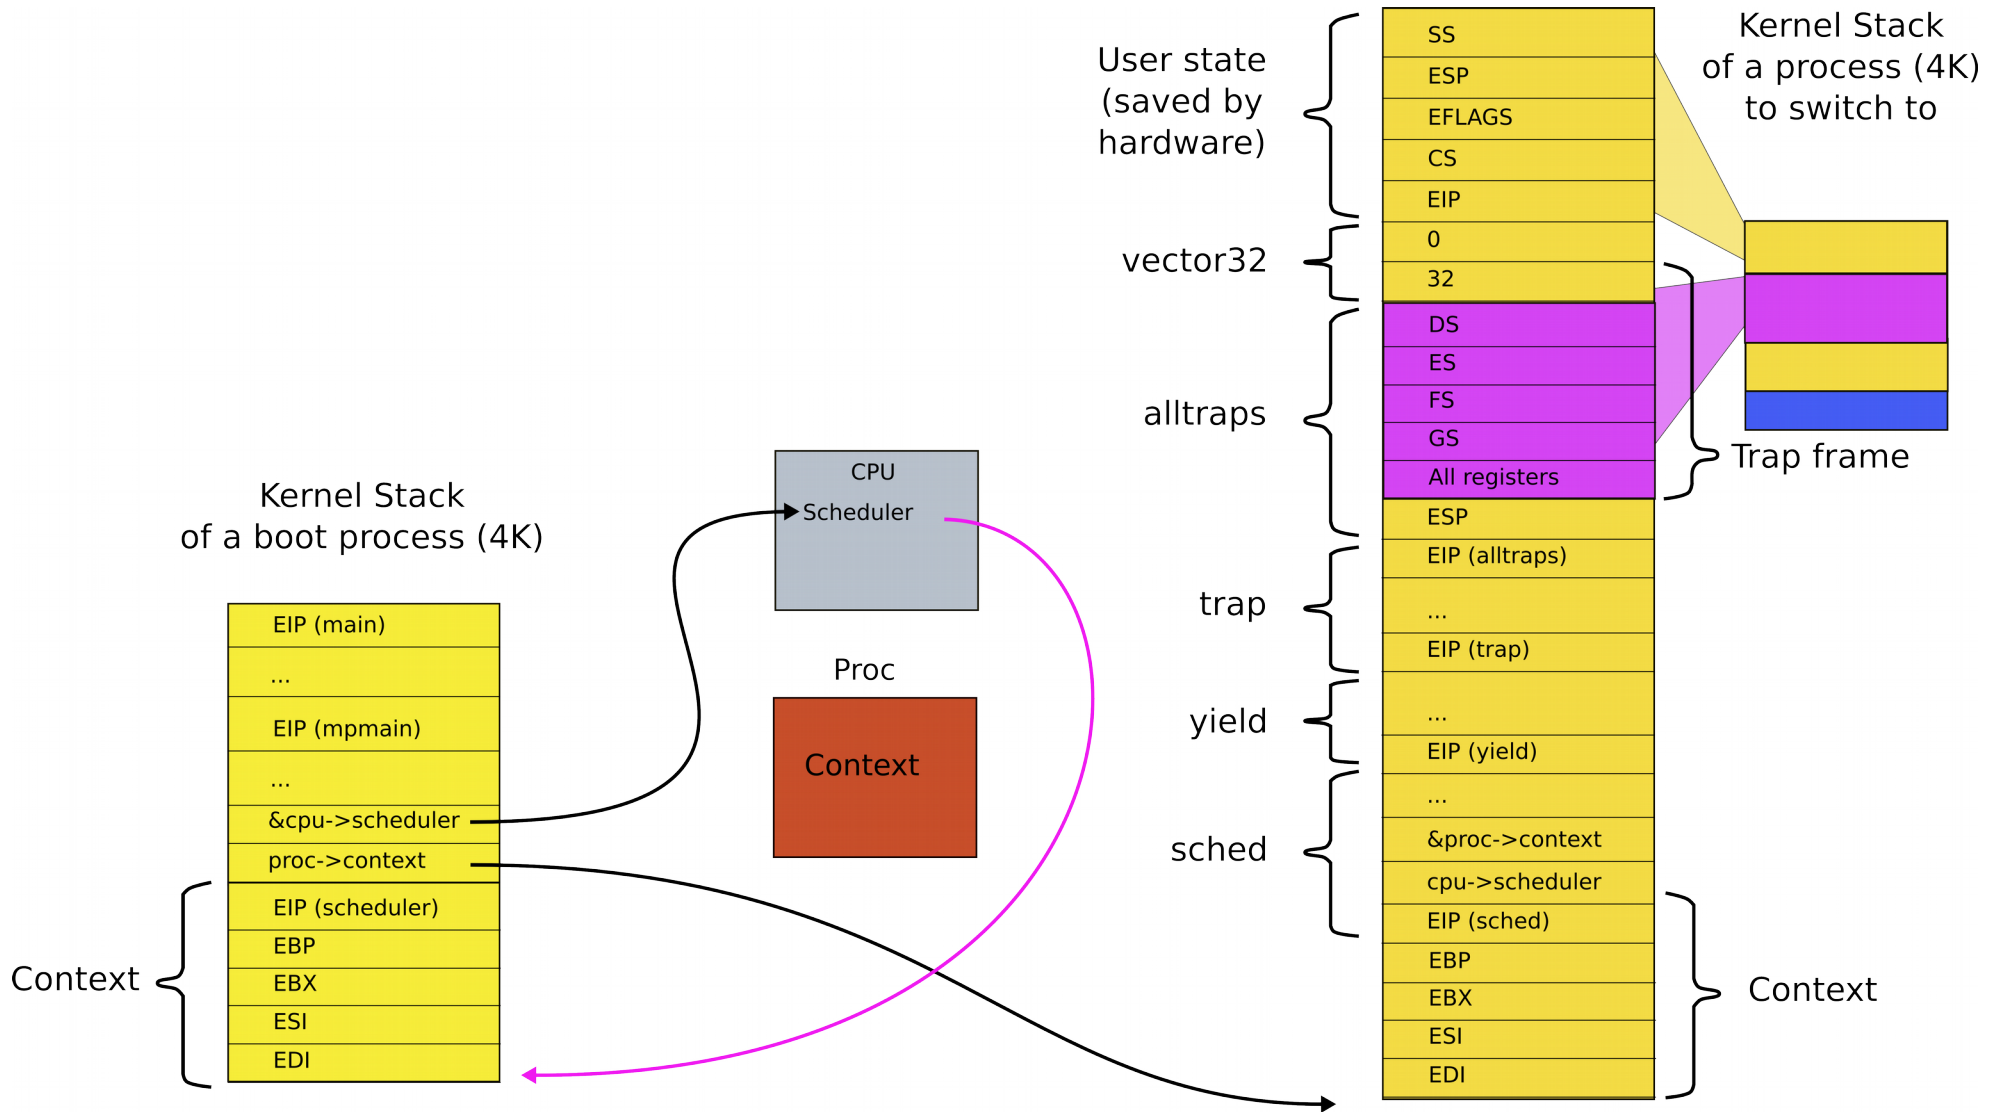 Kernel Stack
of a boot process (4K)
EIP (main)
...
EIP (mpmain)
...
&cpu->scheduler
proc->context
EIP (scheduler)
EBP
EBX
ESI
EDI
Context
CPU
Scheduler
Proc
Context
User state
(saved by
hardware)
vector32
alltraps
trap
yield
sched
SS
ESP
EFLAGS
CS
EIP
0
32
DS
ES
FS
GS
All registers
ESP
EIP (alltraps)
...
EIP (trap)
...
EIP (yield)
...
&proc->context
cpu->scheduler
EIP (sched)
EBP
EBX
ESI
EDI
Kernel Stack
of a process (4K)
to switch to
Trap frame
Context